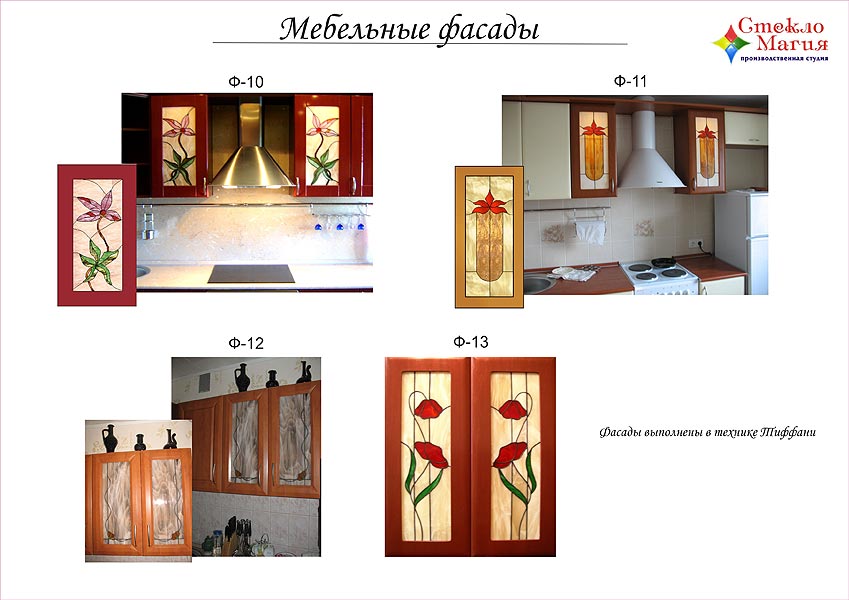 Мебельные фасады
Стекло
Магия
производственная студия
Ф-10
Ф-11
Ф-12
Ф-13
Фасады выполнены в технике Тиффани